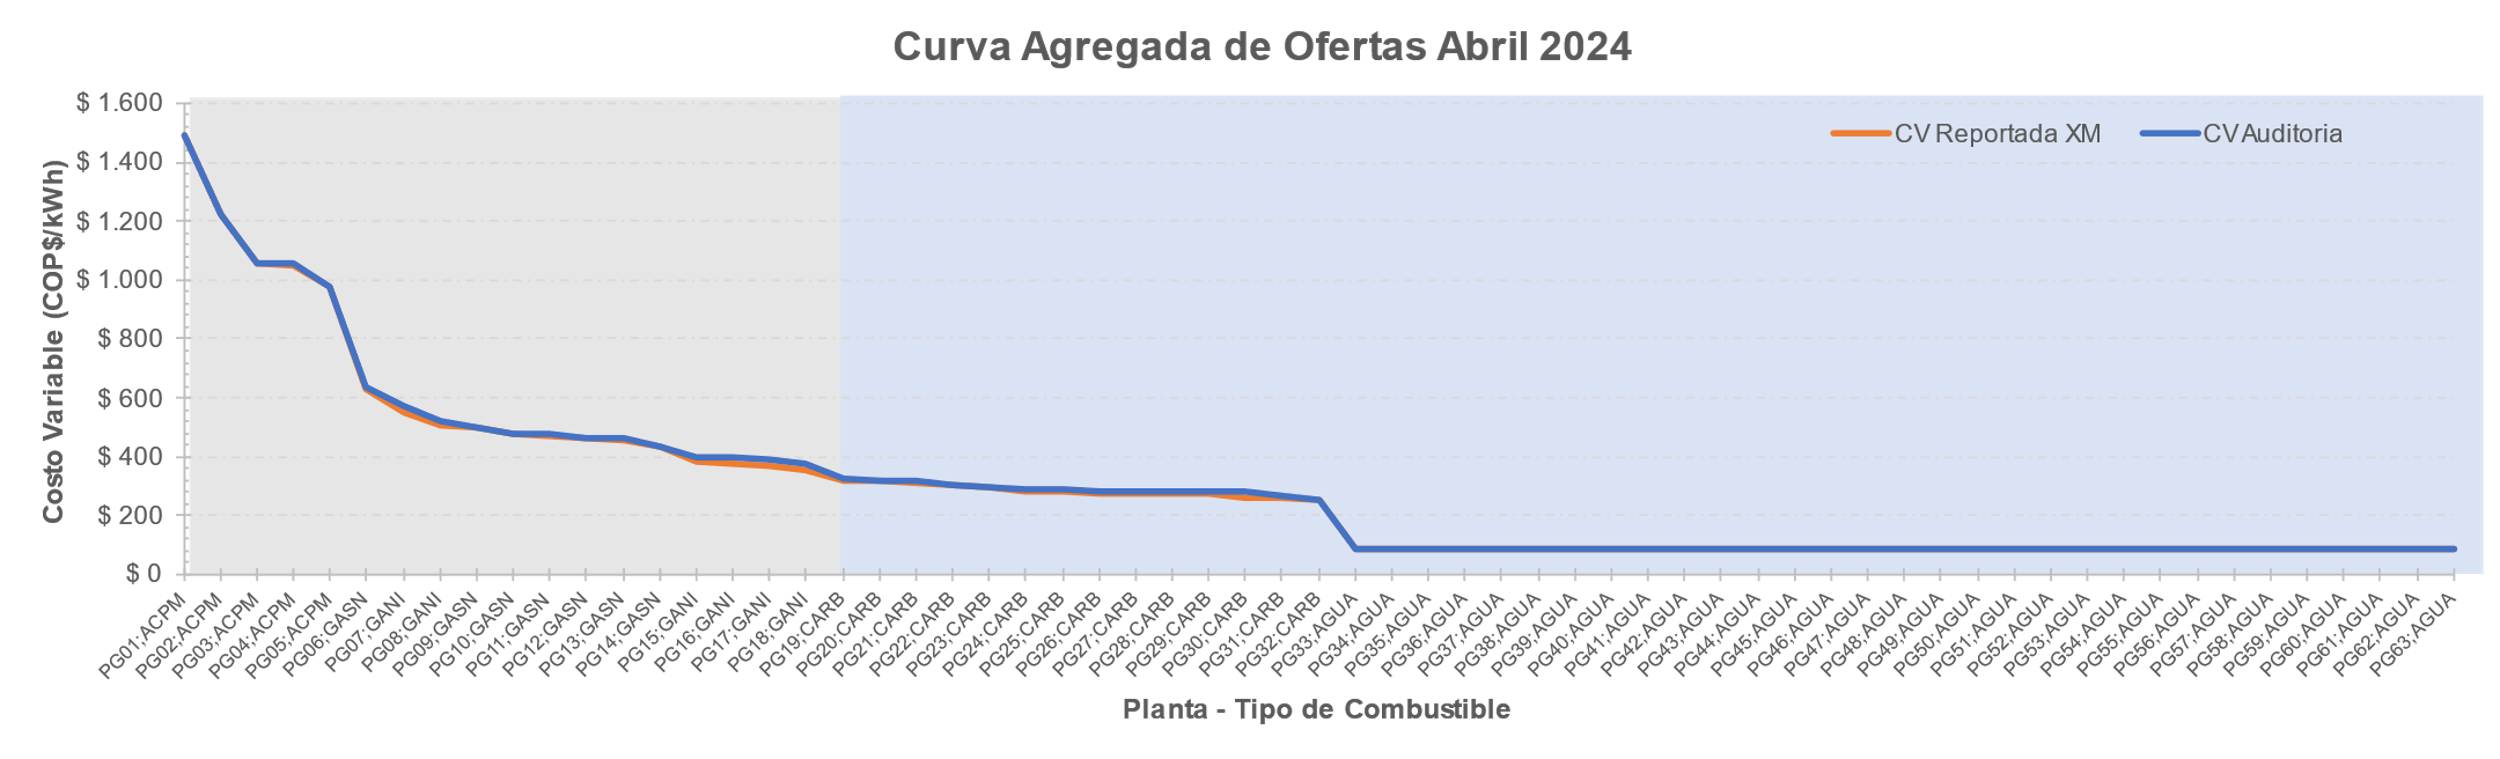 Curva Agregada de Ofertas Abril 2024
CV Reportada XM
CV Auditoria
Costo Variable (COP$/kWh)
$ 1.600
$ 1.400
$ 1.200
$ 1.000
$ 800
$ 600
$ 400
$ 200
$ 0
PG01;ACPM
PG02;ACPM
PG03;ACPM
PG04;ACPM
PG05;ACPM
PG06;GASN
PG07;GANI
PG08;GANI
PG09;GASN
PG10;GASN
PG11;GASN
PG12;GASN
PG13;GASN
PG14;GASN
PG15;GANI
PG16;GANI
PG17;GANI
PG18;GANI
PG19;CARB
PG20;CARB
PG21;CARB
PG22;CARB
PG23;CARB
PG24;CARB
PG25;CARB
PG26;CARB
PG27;CARB
PG28;CARB
PG29;CARB
PG30;CARB
PG31;CARB
PG32;CARB
PG33;AGUA
PG34;AGUA
PG35;AGUA
PG36;AGUA
PG37;AGUA
PG38;AGUA
PG39;AGUA
PG40;AGUA
PG41;AGUA
PG42;AGUA
PG43;AGUA
PG44;AGUA
PG45;AGUA
PG46;AGUA
PG47;AGUA
PG48;AGUA
PG49;AGUA
PG50;AGUA
PG51;AGUA
PG52;AGUA
PG53;AGUA
PG54;AGUA
PG55;AGUA
PG56;AGUA
PG57;AGUA
PG58;AGUA
PG59;AGUA
PG60;AGUA
PG61;AGUA
PG62;AGUA
PG63;AGUA
Planta - Tipo de Combustible